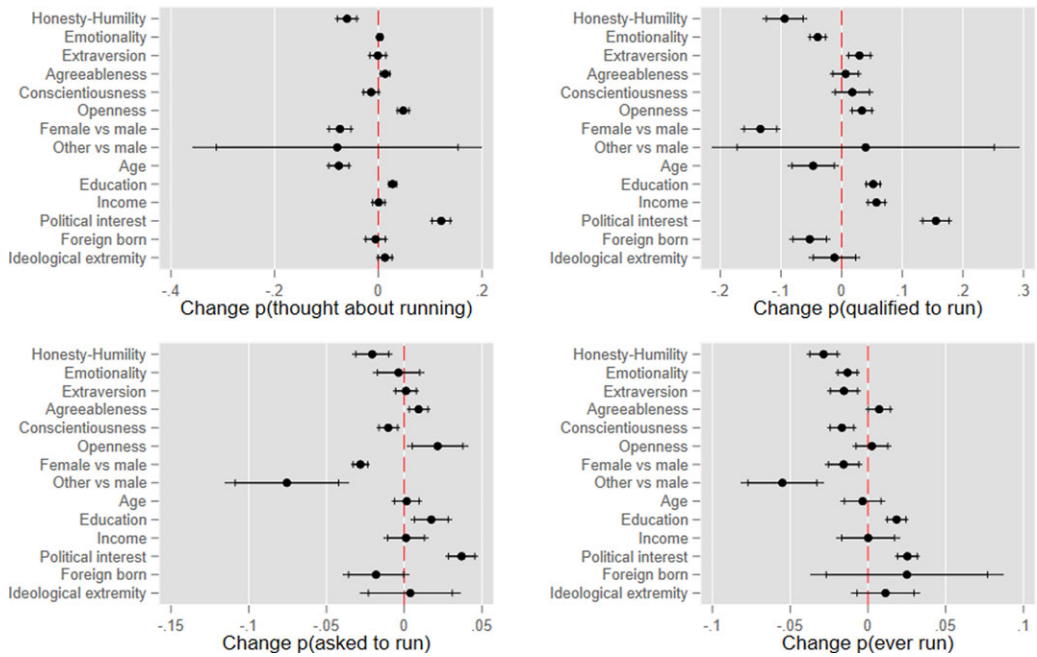 Honesty-Humility
Emotionality
Extraversion
Agreeableness
Conscientiousness
Openness
Female vs male
Other vs male
Age
Education
Income
Political interest
Foreign born
Ideological extremity
-.4 -.2 0 .2
Change p(thought about running)
Honesty-Humility
Emotionality
Extraversion
Agreeableness
Conscientiousness
Openness
Female vs male
Other vs male
Age
Education
Income
Political interest
Foreign born
Ideological extremity
-.2 -.1 0 .1 .2 .3
Change p(qualified to run)
Honesty-Humility
Emotionality
Extraversion
Agreeableness
Conscientiousness
Openness
Female vs male
Other vs male
Age
Education
Income
Political interest
Foreign born
Ideological extremity
-.15 -.1 -.05 0 .05
Change p(asked to run)
Honesty-Humility
Emotionality
Extraversion
Agreeableness
Conscientiousness
Openness
Female vs male
Other vs male
Age
Education
Income
Political interest
Foreign born
Ideological extremity
-.1 -.05 0 .05 .1
Change p(ever run)